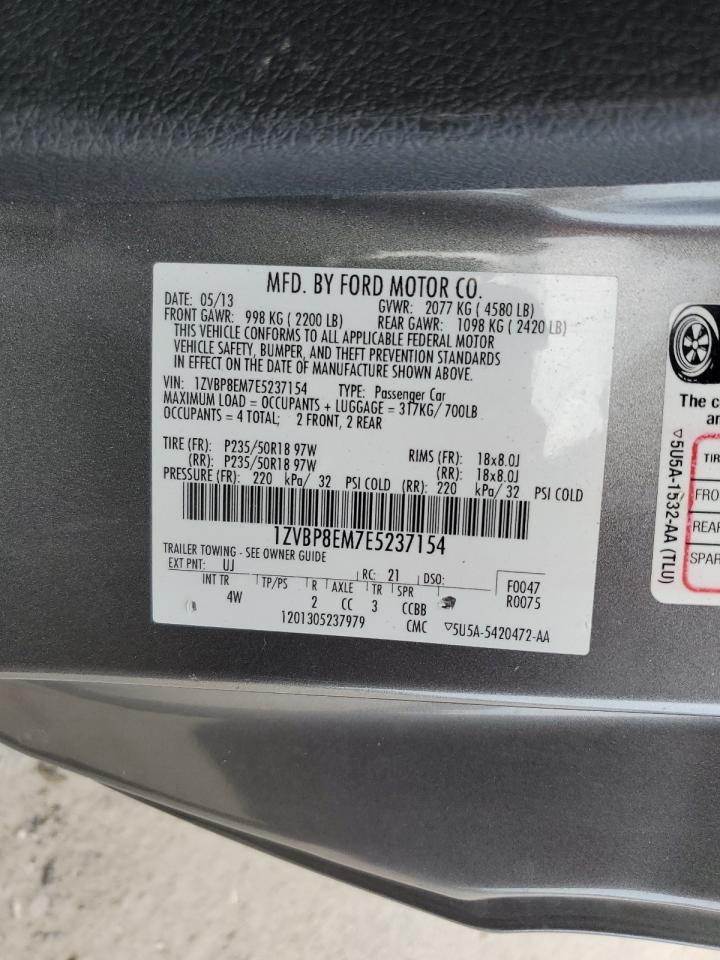 MFD. BY FORD MOTOR CO.
DATE: 05/13 GVWR: 2077 KG ( 4580 LB)
FRONT GAWR: 998 KG ( 2200 LB) REAR GAWR: 1098 KG ( 2420 LB)
THIS VEHICLE CONFORMS TO ALL APPLICABLE FEDERAL MOTOR
VEHICLE SAFETY, BUMPER, AND THEFT PREVENTION STANDARDS
IN EFFECT ON THE DATE OF MANUFACTURE SHOWN ABOVE.
VIN: 1ZVBP8EM7E5237154 TYPE: Passenger Car
MAXIMUM LOAD = OCCUPANTS + LUGGAGE = 317KG/ 700LB
OCCUPANTS = 4 TOTAL; 2 FRONT, 2 REAR
TIRE (FR): P235/50R18 97W RIMS (FR): 18x8.0J
(RR): P235/50R18 97W (RR): 18x8.0J
PRESSURE (FR): 220 kPa/ 32 PSI COLD (RR): 220 kPa/ 32 PSI COLD
1ZVBP8EM7E5237154
TRAILER TOWING - SEE OWNER GUIDE
EXT PNT: UJ RC: 21 DSO: F0047
INT TR TP/PS R AXLE TR SPR R0075
4W 2 CC 3 CCBB
1201305237979 CMC ▽5U5A-5420472-AA
The c
an
▽5U5A-1532-AA (TLU)
TIR
FRO
REAR
SPAR